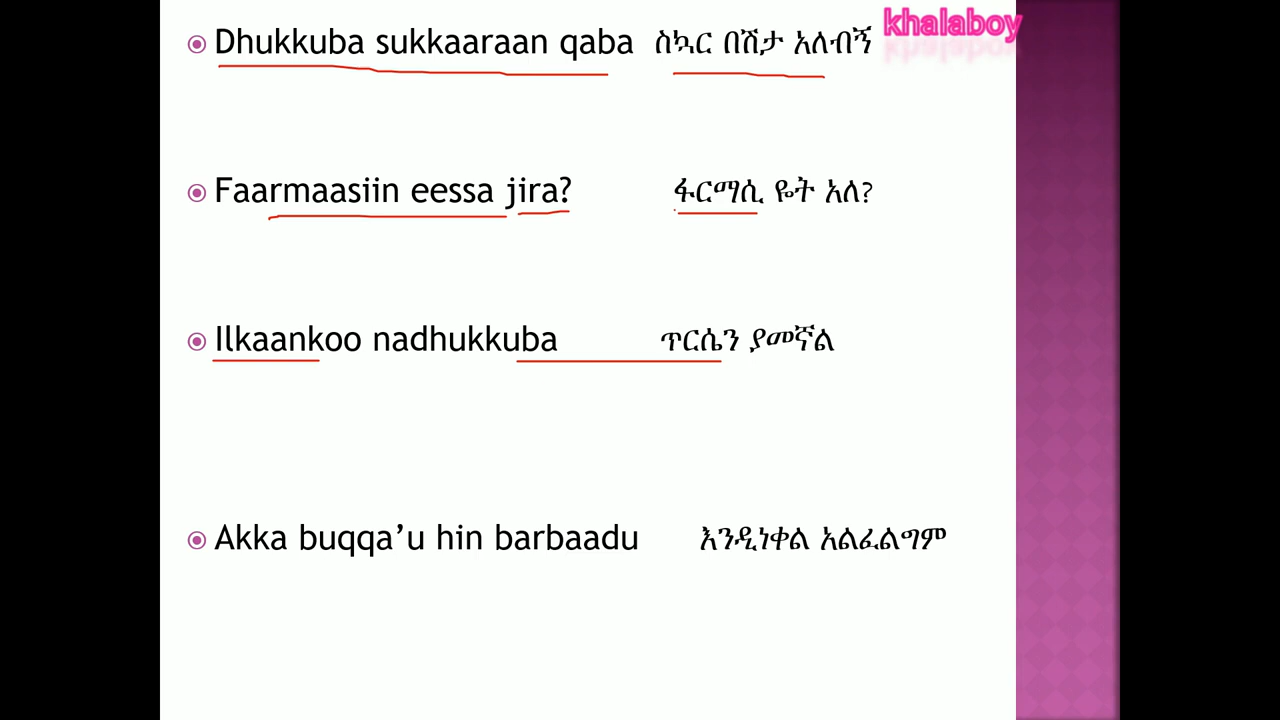 khalaboy
Dhukkuba sukkaaraan qaba ስኳር በሽታ አለብኝ
Faarmaasiin eessa jira? ፋርማሲ ዬት አለ?
Ilkaankoo nadhukkuba ጥርሴን ያመኛል
Akka buqqa’u hin barbaadu እንዲነቀል አልፈልግም